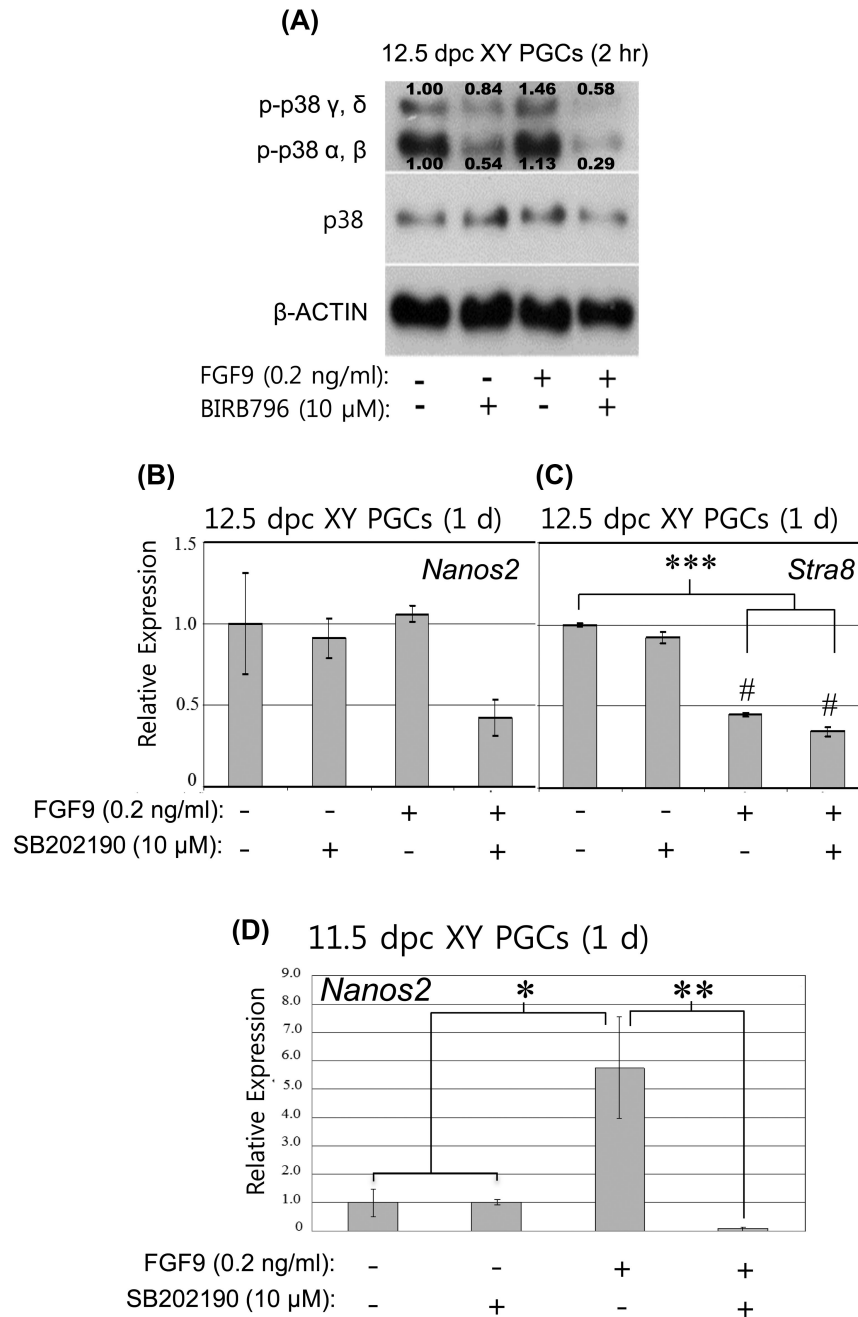 (A)
12.5 dpc XY PGCs (2 hr)
1.00 0.84 1.46 0.58
p-p38 γ, δ
p-p38 α, β
1.00 0.54 1.13 0.29
p38
β-ACTIN
FGF9 (0.2 ng/ml): - - + +
BIRB796 (10 μM): - + - +
(B)
12.5 dpc XY PGCs (1 d)
Nanos2
Relative Expression
1.5
1.0
0.5
0
(C)
12.5 dpc XY PGCs (1 d)
***
Stra8
# #
FGF9 (0.2 ng/ml): - - + + - - + +
SB202190 (10 μM): - + - + - + - +
(D)
11.5 dpc XY PGCs (1 d)
Nanos2 * **
Relative Expression
9.0
8.0
7.0
6.0
5.0
4.0
3.0
2.0
1.0
0
FGF9 (0.2 ng/ml): - - + +
SB202190 (10 μM): - + - +